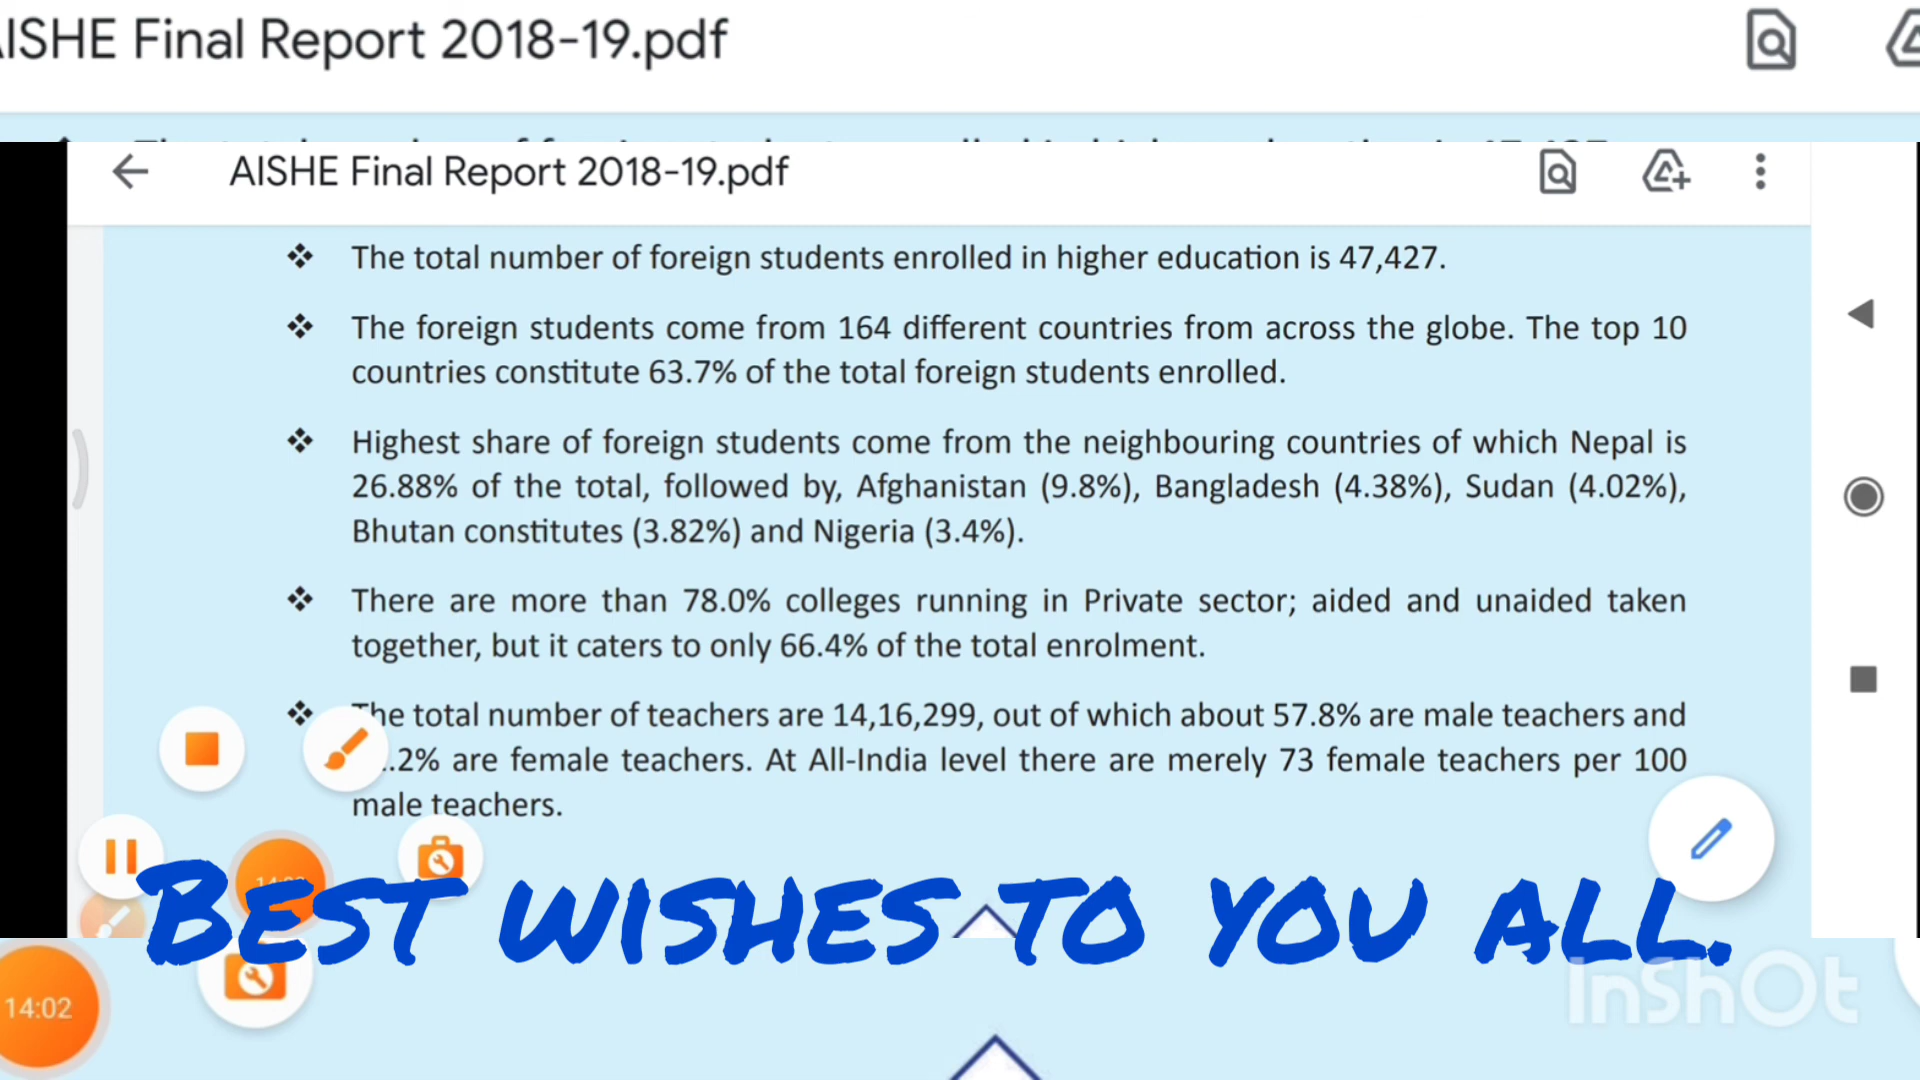 AISHE Final Report 2018-19.pdf
AISHE Final Report 2018-19.pdf
❖ The total number of foreign students enrolled in higher education is 47,427.
❖ The foreign students come from 164 different countries from across the globe. The top 10
countries constitute 63.7% of the total foreign students enrolled.
❖ Highest share of foreign students come from the neighbouring countries of which Nepal is
26.88% of the total, followed by, Afghanistan (9.8%), Bangladesh (4.38%), Sudan (4.02%),
Bhutan constitutes (3.82%) and Nigeria (3.4%).
❖ There are more than 78.0% colleges running in Private sector; aided and unaided taken
together, but it caters to only 66.4% of the total enrolment.
❖ The total number of teachers are 14,16,299, out of which about 57.8% are male teachers and
.2% are female teachers. At All-India level there are merely 73 female teachers per 100
male teachers.
BEST WISHES TO YOU ALL.
InShOt
14:02